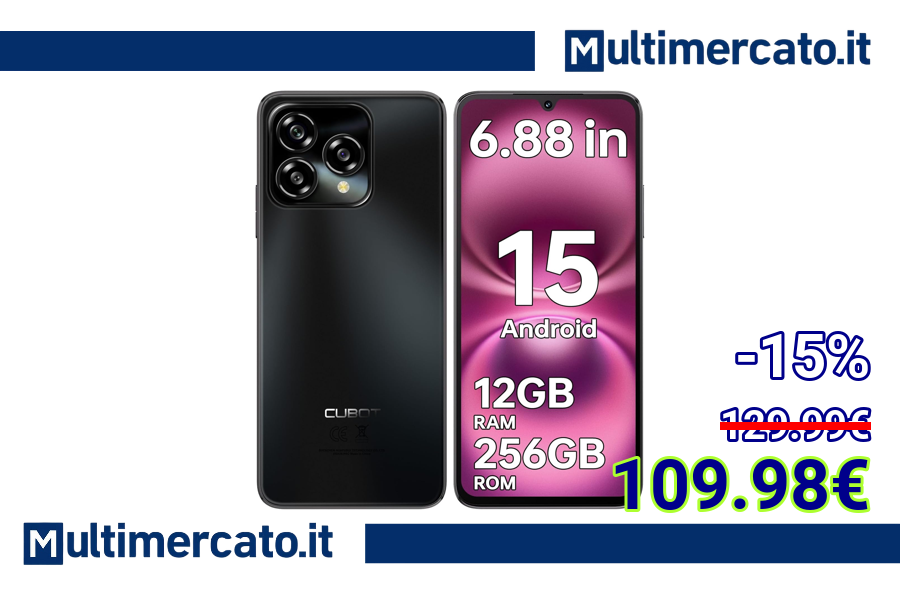 Multimercato.it
6.88 in
15
Android
12GB
RAM
256GB
ROM
CUBOT
-15%
129.99€
109.98€
Multimercato.it